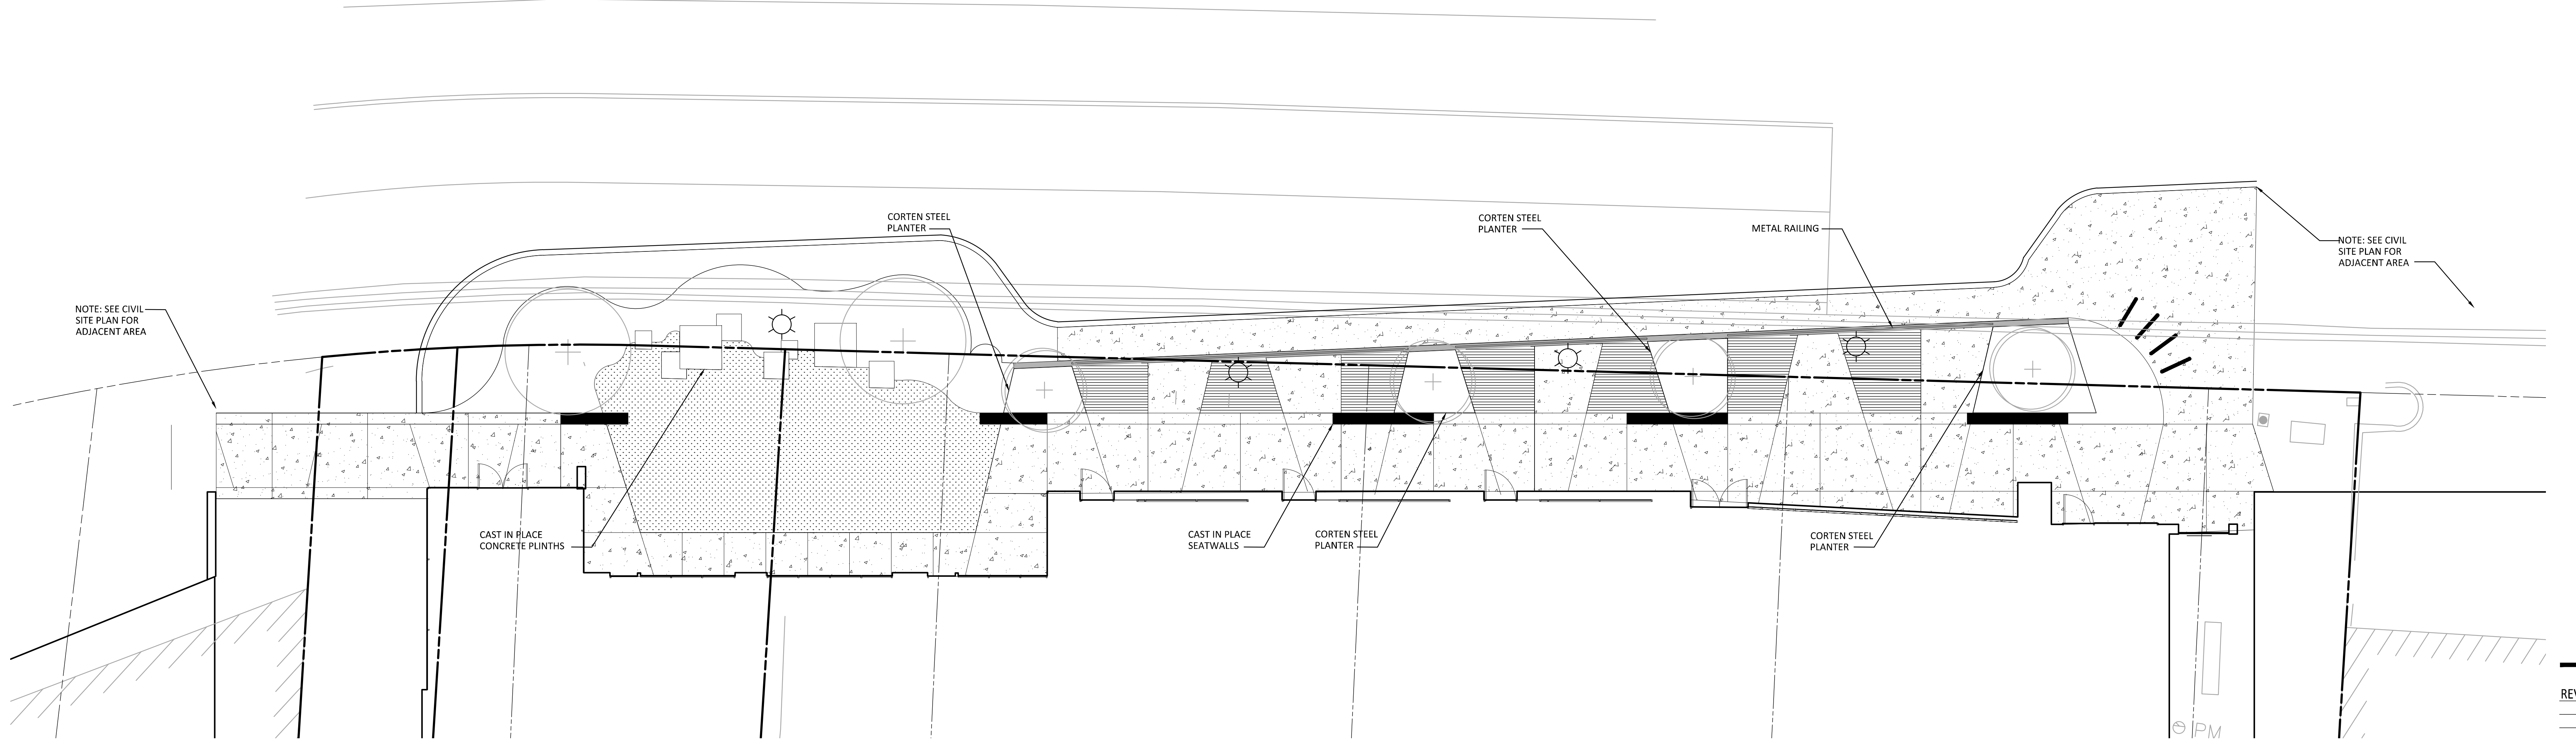 CORTEN STEEL
PLANTER
CORTEN STEEL
PLANTER
METAL RAILING
NOTE: SEE CIVIL
SITE PLAN FOR
ADJACENT AREA
NOTE: SEE CIVIL
SITE PLAN FOR
ADJACENT AREA
CAST IN PLACE
CONCRETE PLINTHS
CAST IN PLACE
SEATWALLS
CORTEN STEEL
PLANTER
CORTEN STEEL
PLANTER
REV
PM